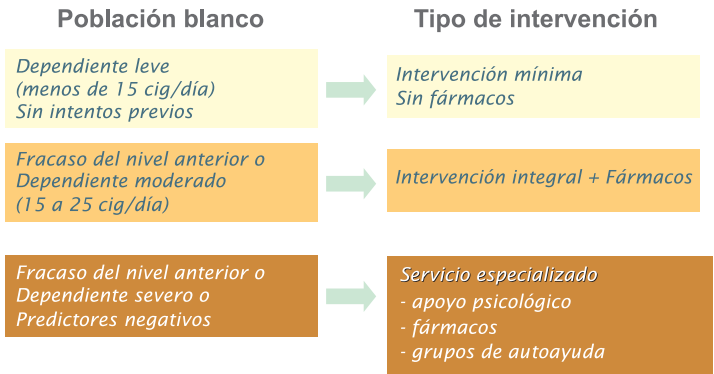 Población blanco
Tipo de intervención
Dependiente leve
(menos de 15 cig/día)
Sin intentos previos
Intervención mínima
Sin fármacos
Fracaso del nivel anterior o
Dependiente moderado
(15 a 25 cig/día)
Intervención integral + Fármacos
Fracaso del nivel anterior o
Dependiente severo o
Predictores negativos
Servicio especializado
- apoyo psicológico
- fármacos
- grupos de autoayuda